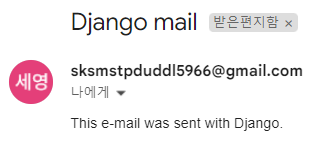 Django mail 받은편지함 ×
세영
sksmstpduddl5966@gmail.com
나에게
This e-mail was sent with Django.